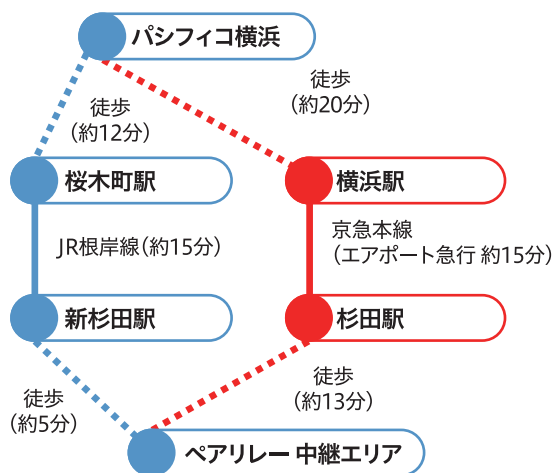 パシフィコ横浜
徒歩
(約12分)
徒歩
(約20分)
桜木町駅
横浜駅
JR根岸線(約15分)
京急本線
(エアポート急行 約15分)
新杉田駅
杉田駅
徒歩
(約5分)
徒歩
(約13分)
ペアリレー 中継エリア